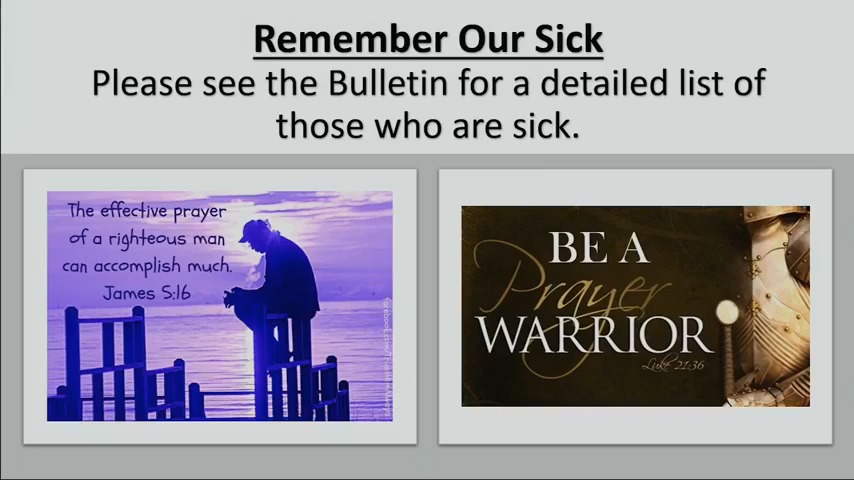 Remember Our Sick
Please see the Bulletin for a detailed list of
those who are sick.
The effective prayer
of a righteous man
can accomplish much.
James 5:16
BE A
Prayer
WARRIOR
Luke 21:36